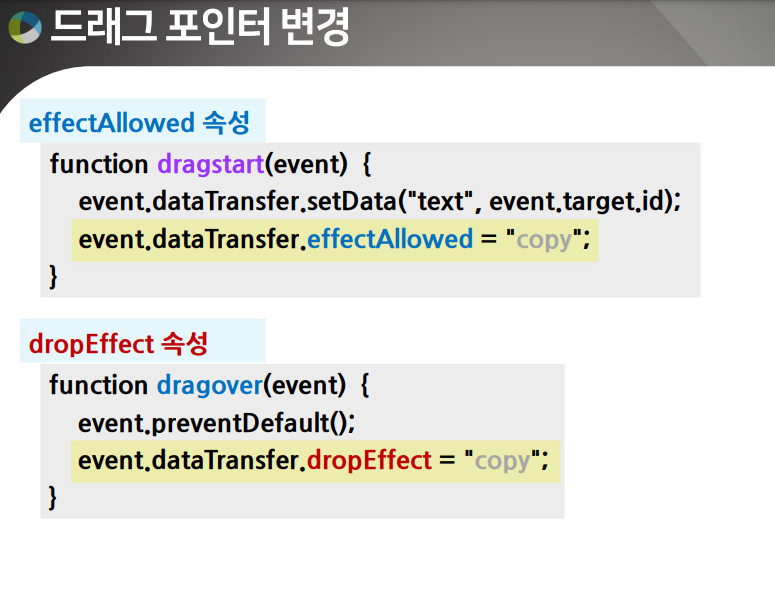 드래그 포인터 변경
effectAllowed 속성
function dragstart(event) {
event.dataTransfer.setData("text", event.target.id);
event.dataTransfer.effectAllowed = "copy";
}
dropEffect 속성
function dragover(event) {
event.preventDefault();
event.dataTransfer.dropEffect = "copy";
}